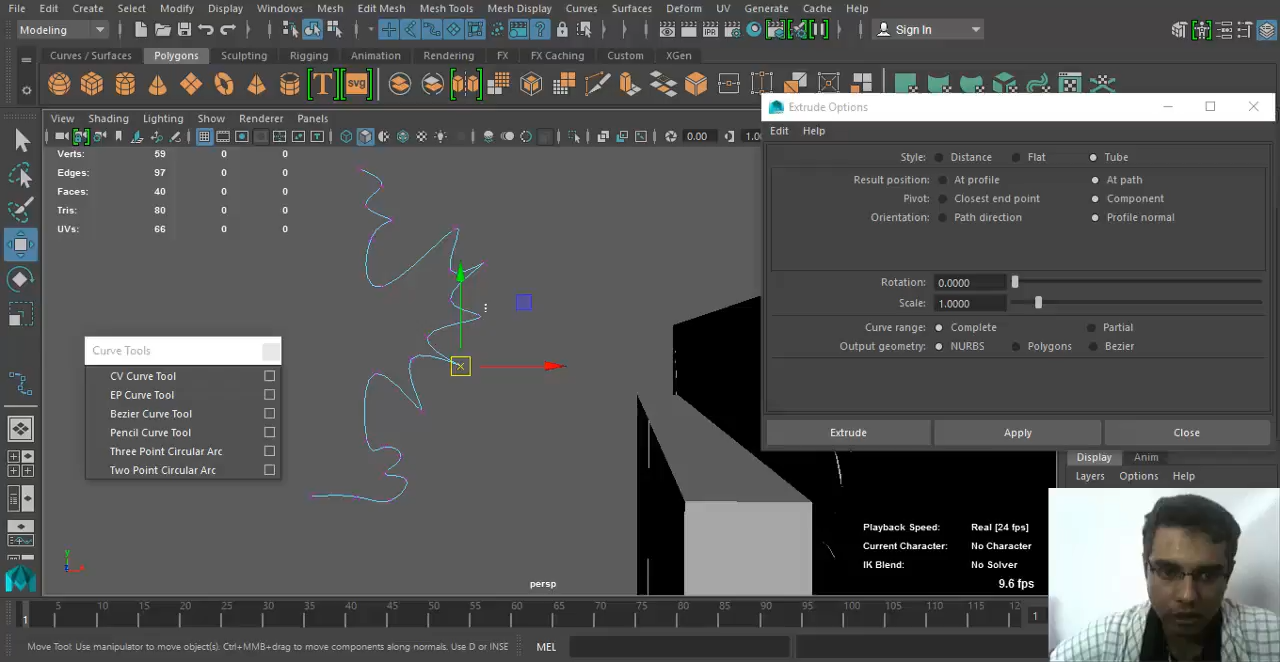 File Edit Create Select Modify Display Windows Mesh Edit Mesh Mesh Tools Mesh Display Curves Surfaces Deform UV Generate Cache Help
Modeling
Sign In
Curves / Surfaces Polygons Sculpting Rigging Animation Rendering FX FX Caching Custom XGen
T svg
View Shading Lighting Show Renderer Panels
0.00
Verts: 59 0 0
Edges: 97 0 0
Faces: 40 0 0
Tris: 80 0 0
UVs: 66 0 0
Extrude Options
Edit Help
Style: Distance Flat Tube
Result position: At profile At path
Pivot: Closest end point Component
Orientation: Path direction Profile normal
Rotation: 0.0000
Scale: 1.0000
Curve range: Complete Partial
Output geometry: NURBS Polygons Bezier
Extrude Apply Close
Curve Tools
CV Curve Tool
EP Curve Tool
Bezier Curve Tool
Pencil Curve Tool
Three Point Circular Arc
Two Point Circular Arc
Display Anim
Layers Options Help
Playback Speed: Real [24 fps]
Current Character: No Character
IK Blend: No Solver
9.6 fps
persp
y
5 10 15 20 25 30 35 40 45 50 55 60 65 70 75 80 85 90 95 100 105 110 115 12
1
1
Move Tool: Use manipulator to move object(s). Ctrl+MMB+drag to move components along normals. Use D or INSE
MEL